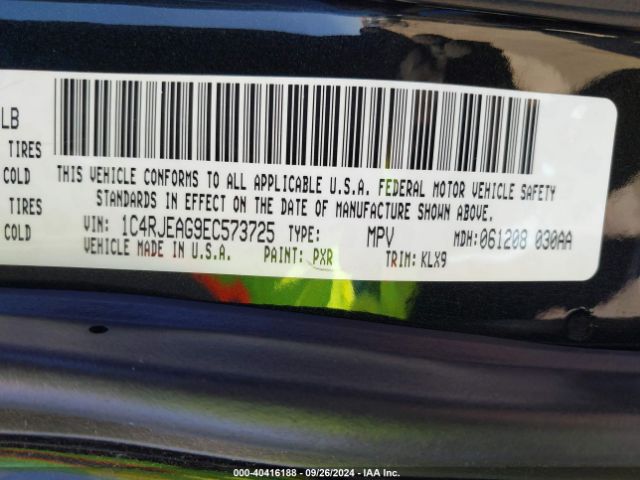 LB
TIRES
COLD
TIRES
COLD
THIS VEHICLE CONFORMS TO ALL APPLICABLE U.S.A. FEDERAL MOTOR VEHICLE SAFETY
STANDARDS IN EFFECT ON THE DATE OF MANUFACTURE SHOWN ABOVE.
VIN: 1C4RJEAG9EC573725 TYPE: MPV MDH: 061208 030AA
VEHICLE MADE IN U.S.A. PAINT: PXR TRIM: KLX9
000-40416188 - 09/26/2024 - IAA Inc.